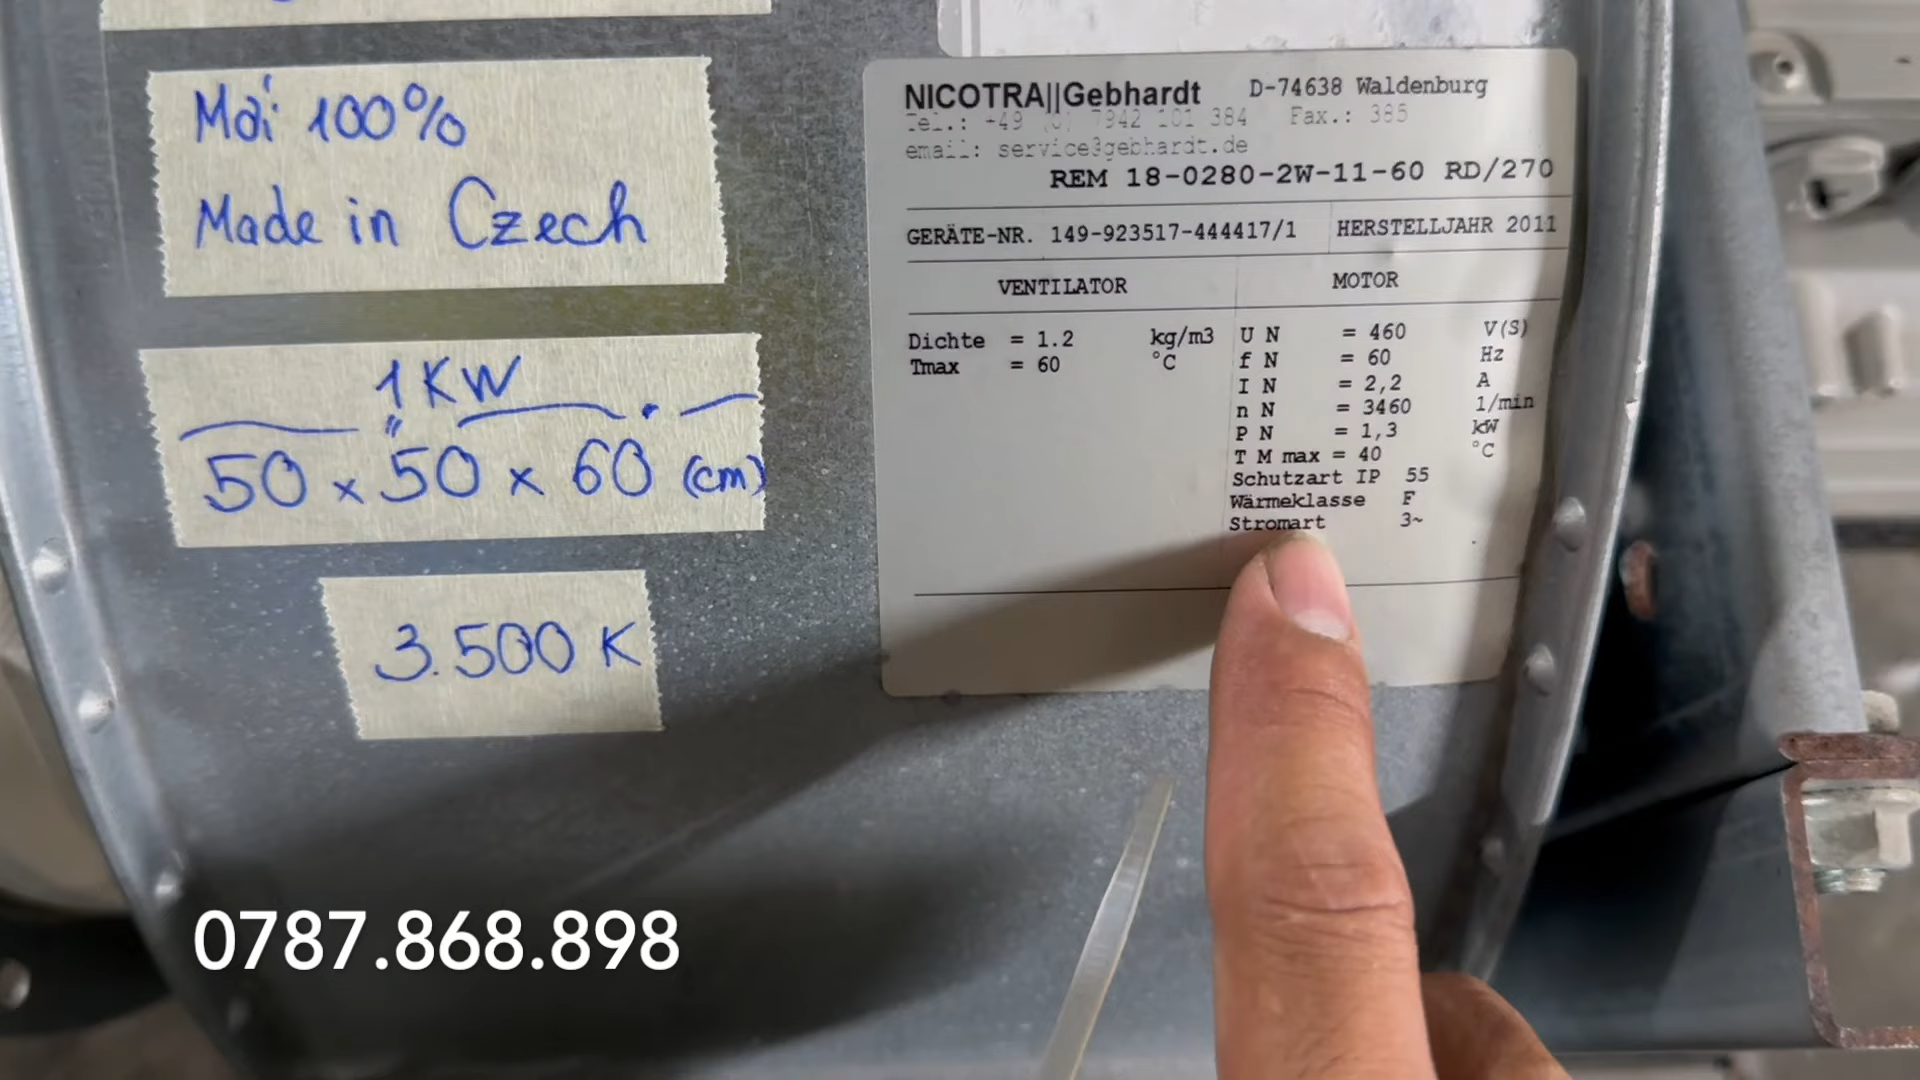 Mới 100%
Made in Czech
1KW
50 x 50 x 60 (cm)
3.500 K
NICOTRA||Gebhardt D-74638 Waldenburg
Tel.: +49 (0) 7942 101 384 Fax.: 385
email: service@gebhardt.de
REM 18-0280-2W-11-60 RD/270
GERÄTE-NR. 149-923517-444417/1 HERSTELLJAHR 2011
VENTILATOR MOTOR
Dichte = 1.2 kg/m3
Tmax = 60 °C
U N = 460 V(S)
f N = 60 Hz
I N = 2,2 A
n N = 3460 1/min
P N = 1,3 kW
T M max = 40 °C
Schutzart IP 55
Wärmeklasse F
Stromart 3~
0787.868.898